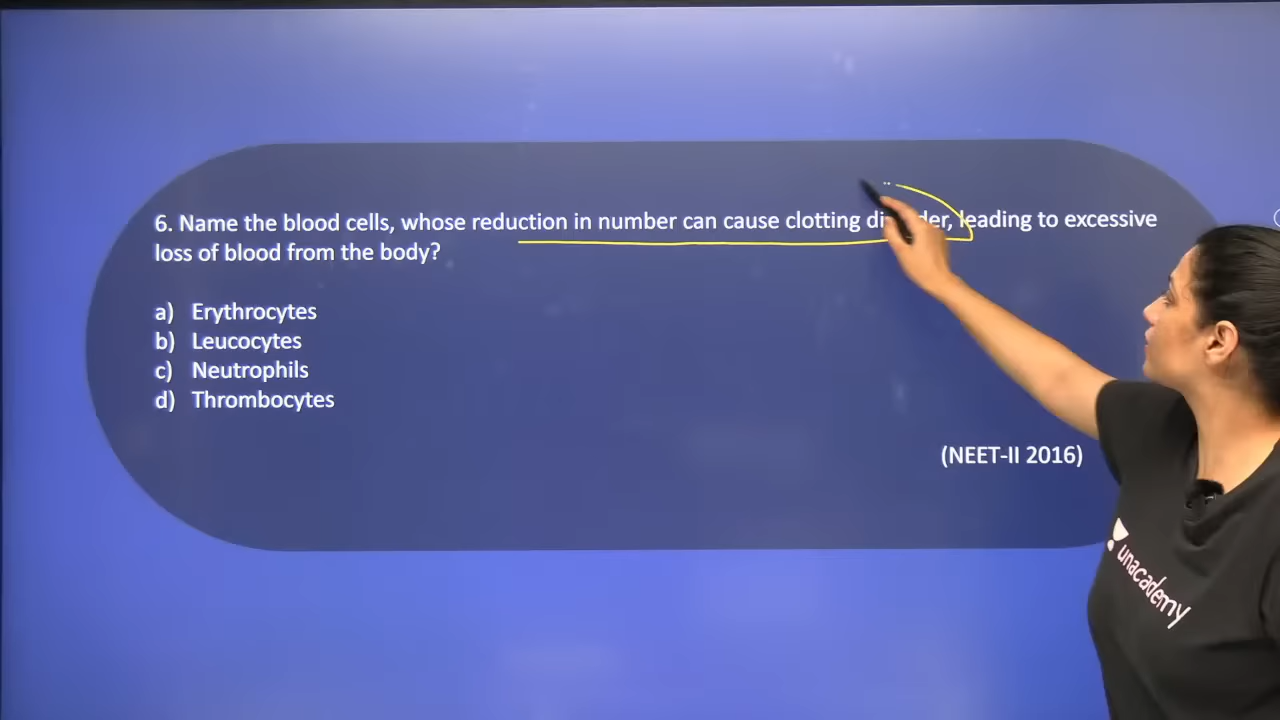 6. Name the blood cells, whose reduction in number can cause clotting leading to excessive
loss of blood from the body?
a) Erythrocytes
b) Leucocytes
c) Neutrophils
d) Thrombocytes
(NEET-II 2016)
unacademy